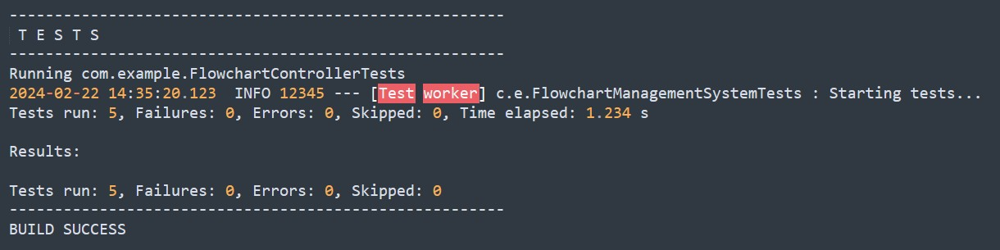 -------------------------------------------------------
T E S T S
-------------------------------------------------------
Running com.example.FlowchartControllerTests
2024-02-22 14:35:20.123  INFO 12345 --- [Test worker] c.e.FlowchartManagementSystemTests : Starting tests...
Tests run: 5, Failures: 0, Errors: 0, Skipped: 0, Time elapsed: 1.234 s
Results:
Tests run: 5, Failures: 0, Errors: 0, Skipped: 0
-------------------------------------------------------
BUILD SUCCESS